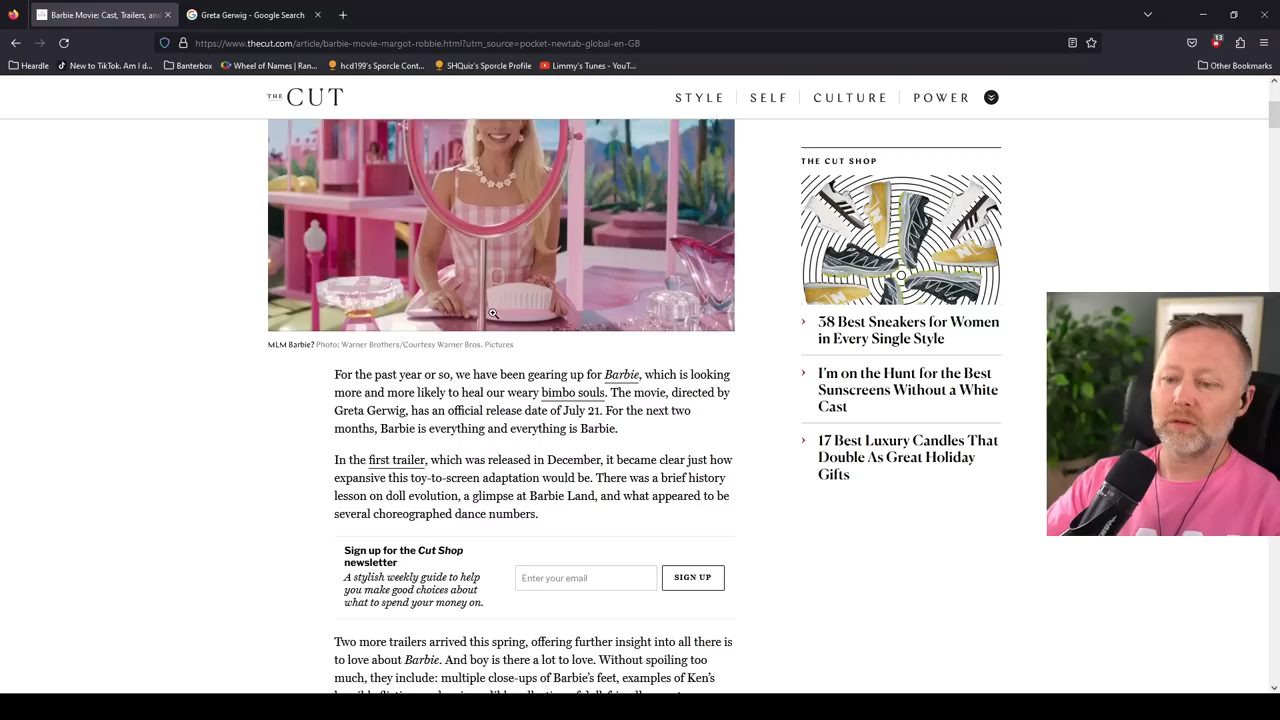 Barbie Movie: Cast, Trailers, and
Greta Gerwig - Google Search
https://www.thecut.com/article/barbie-movie-margot-robbie.html?utm_source=pocket-newtab-global-en-GB
13
Heardle
New to TikTok. Am I d...
Banterbox
Wheel of Names | Ran...
hcd199's Sporcle Cont...
SHQuiz's Sporcle Profile
Limmy's Tunes - YouT...
Other Bookmarks
THE CUT
STYLE
SELF
CULTURE
POWER
MLM Barbie? Photo: Warner Brothers/Courtesy Warner Bros. Pictures
For the past year or so, we have been gearing up for Barbie, which is looking
more and more likely to heal our weary bimbo souls. The movie, directed by
Greta Gerwig, has an official release date of July 21. For the next two
months, Barbie is everything and everything is Barbie.
In the first trailer, which was released in December, it became clear just how
expansive this toy-to-screen adaptation would be. There was a brief history
lesson on doll evolution, a glimpse at Barbie Land, and what appeared to be
several choreographed dance numbers.
Sign up for the Cut Shop
newsletter
A stylish weekly guide to help
you make good choices about
what to spend your money on.
Enter your email
SIGN UP
Two more trailers arrived this spring, offering further insight into all there is
to love about Barbie. And boy is there a lot to love. Without spoiling too
much, they include: multiple close-ups of Barbie's feet, examples of Ken's
THE CUT SHOP
38 Best Sneakers for Women
in Every Single Style
I'm on the Hunt for the Best
Sunscreens Without a White
Cast
17 Best Luxury Candles That
Double As Great Holiday
Gifts